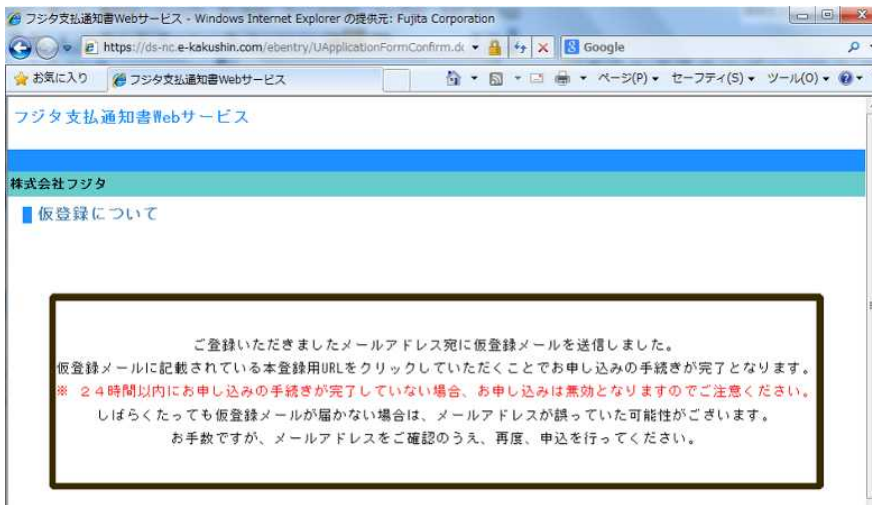 フジタ支払通知書Webサービス - Windows Internet Explorer の提供元: Fujita Corporation
https://ds-nc.e-kakushin.com/ebentry/UApplicationFormConfirm.do
Google
お気に入り
フジタ支払通知書Webサービス
ページ(P)
セーフティ(S)
ツール(O)
フジタ支払通知書Webサービス
株式会社フジタ
仮登録について
ご登録いただきましたメールアドレス宛に仮登録メールを送信しました。
仮登録メールに記載されている本登録用URLをクリックしていただくことでお申し込みの手続きが完了となります。
※ ２４時間以内にお申し込みの手続きが完了していない場合、お申し込みは無効となりますのでご注意ください。
しばらくたっても仮登録メールが届かない場合は、メールアドレスが誤っていた可能性がございます。
お手数ですが、メールアドレスをご確認のうえ、再度、申込を行ってください。